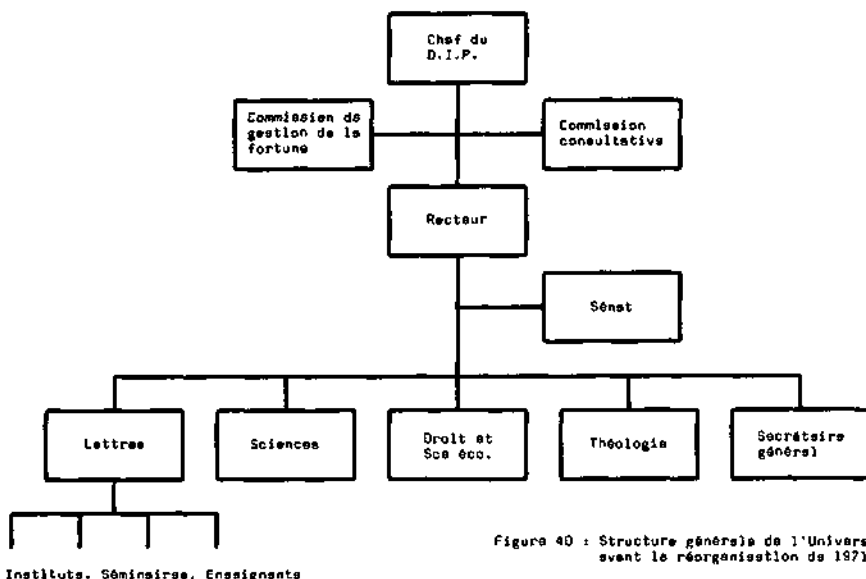 Chef du
D.I.P.
Commission de
gestion de la
fortune
Commission
consultative
Recteur
Sénat
Lettres
Sciences
Droit et
Sce éco.
Théologie
Secrétaire
général
Figure 40 : Structure générale de l'Univers
avant la réorganisation de 1971
Instituts, Séminaires, Enseignants